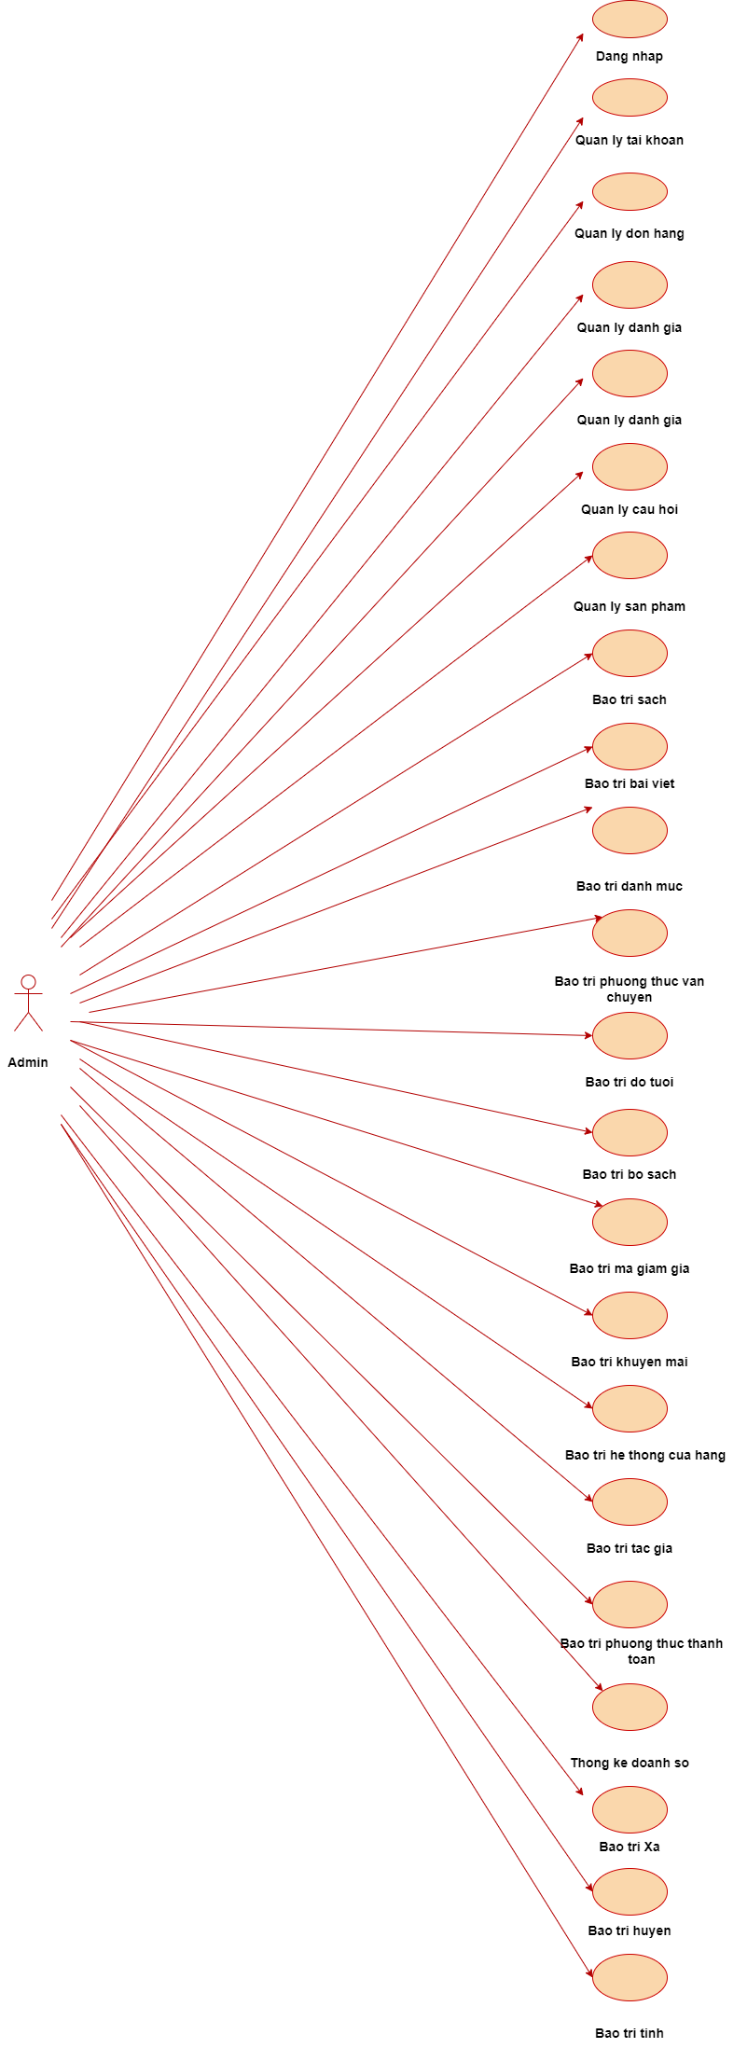 Dang nhap
Quan ly tai khoan
Quan ly don hang
Quan ly danh gia
Quan ly danh gia
Quan ly cau hoi
Quan ly san pham
Bao tri sach
Bao tri bai viet
Bao tri danh muc
Bao tri phuong thuc van
chuyen
Admin
Bao tri do tuoi
Bao tri bo sach
Bao tri ma giam gia
Bao tri khuyen mai
Bao tri he thong cua hang
Bao tri tac gia
Bao tri phuong thuc thanh
toan
Thong ke doanh so
Bao tri Xa
Bao tri huyen
Bao tri tinh